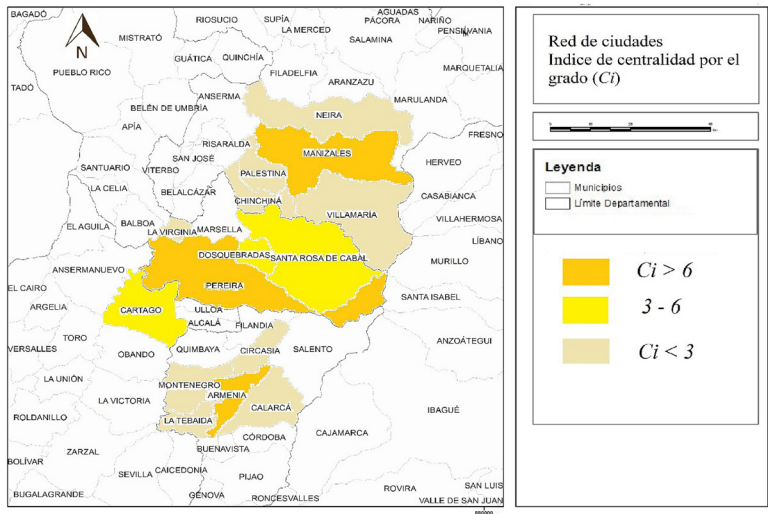 BAGADÓ
RIOSUCIO
SUPÍA
AGUADAS
LA MERCED
PÁCORA
NARIÑO
PENSILVANIA
MISTRATÓ
SALAMINA
GUÁTICA
QUINCHÍA
MARQUETALIA
PUEBLO RICO
FILADELFIA
ARANZAZU
TADÓ
ANSERMA
MARULANDA
BELÉN DE UMBRÍA
NEIRA
APÍA
FRESNO
RISARALDA
MANIZALES
SAN JOSÉ
HERVEO
SANTUARIO
VITERBO
PALESTINA
LA CELIA
BELALCÁZAR
CASABIANCA
CHINCHINÁ
VILLAMARÍA
VILLAHERMOSA
EL AGUILA
BALBOA
LA VIRGINIA
MARSELLA
LÍBANO
DOSQUEBRADAS
SANTA ROSA DE CABAL
MURILLO
ANSERMANUEVO
PEREIRA
EL CAIRO
SANTA ISABEL
ARGELIA
CARTAGO
ULLOA
ALCALÁ
FILANDIA
TORO
ANZOÁTEGUI
VERSALLES
OBANDO
QUIMBAYA
CIRCASIA
SALENTO
LA UNIÓN
MONTENEGRO
ARMENIA
LA VICTORIA
CALARCÁ
IBAGUÉ
ROLDANILLO
LA TEBAIDA
CÓRDOBA
CAJAMARCA
ZARZAL
BUENAVISTA
BOLÍVAR
SEVILLA
CAICEDONIA
PIJAO
ROVIRA
SAN LUIS
BUGALAGRANDE
GÉNOVA
RONCESVALLES
VALLE DE SAN JUAN
N
Red de ciudades
Indice de centralidad por el
grado (Ci)
Leyenda
Municipios
Límite Departamental
Ci > 6
3 - 6
Ci < 3